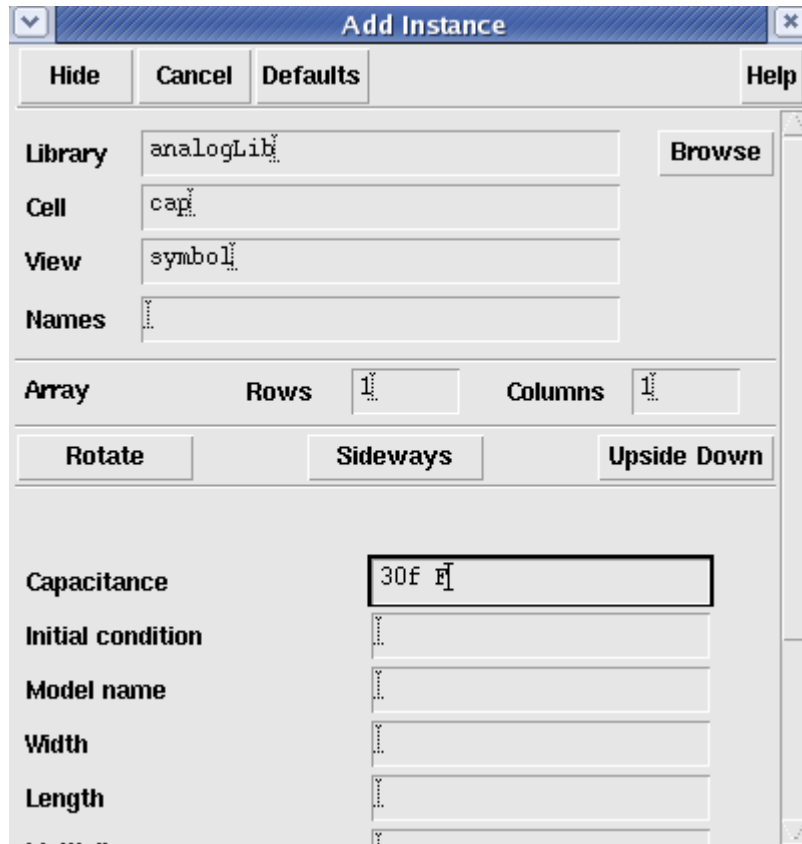 Add Instance
Hide Cancel Defaults Help
Library analogLib Browse
Cell cap
View symbol
Names
Array Rows 1 Columns 1
Rotate Sideways Upside Down
Capacitance 30f F
Initial condition
Model name
Width
Length